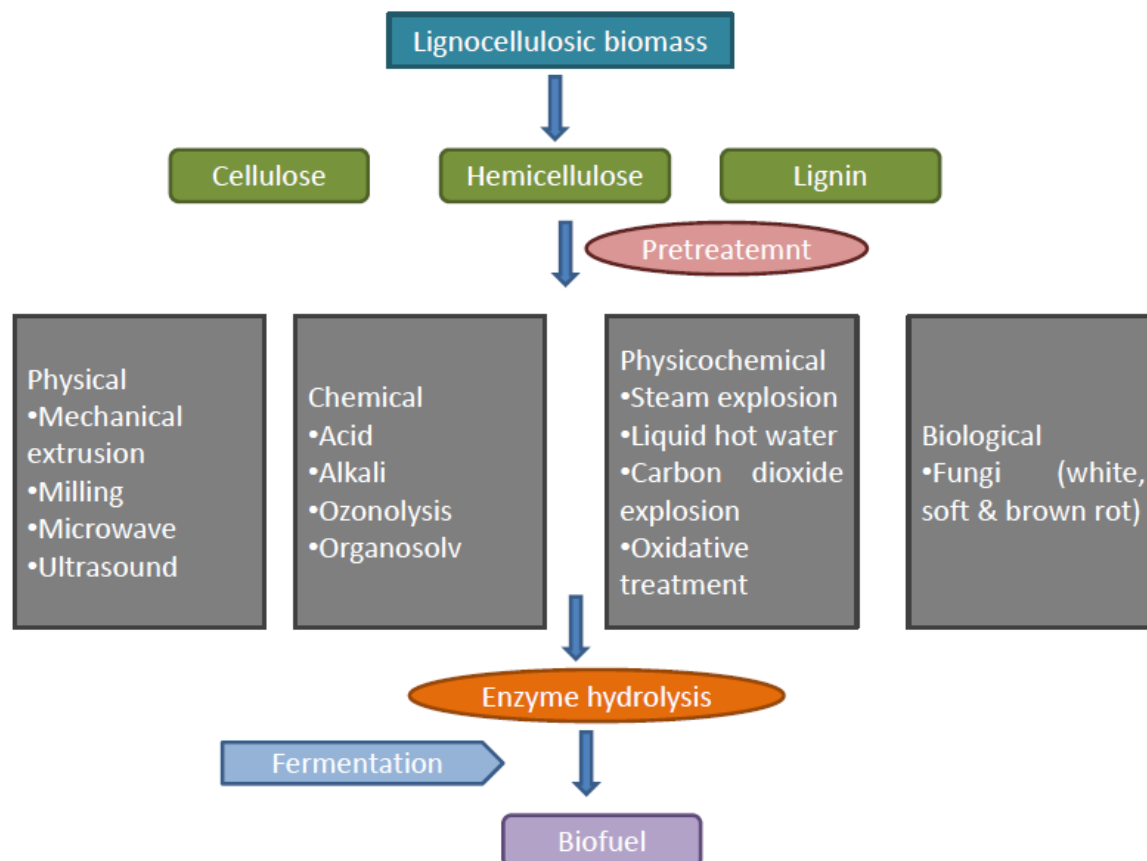 Lignocellulosic biomass
Cellulose
Hemicellulose
Lignin
Pretreatemnt
Physical
•Mechanical
extrusion
•Milling
•Microwave
•Ultrasound
Chemical
•Acid
•Alkali
•Ozonolysis
•Organosolv
Physicochemical
•Steam explosion
•Liquid hot water
•Carbon dioxide
explosion
•Oxidative
treatment
Biological
•Fungi (white,
soft & brown rot)
Enzyme hydrolysis
Fermentation
Biofuel